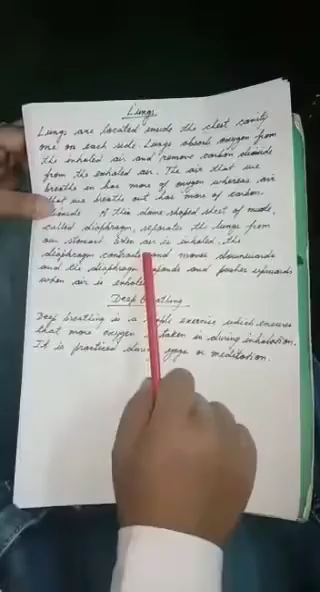 Lungs
Lungs are located inside the chest cavity
one on each side Lungs absorb oxygen from
the inhaled air and remove carbon dioxide
from the exhaled air. The air that we
breathe in has more of oxygen whereas air
that we breathe out has more of carbon
A thin dome shaped sheet of muscle,
called diaphragm, separates the lungs from
our stomach. When air is inhaled, the
diaphragm contracts and moves downwards
and the diaphragm and pushes upwards
when air is
Deep breathing
Deep breathing is a exercise which ensures
that more oxygen taken in during inhalation.
It is practiced during yoga or meditation.